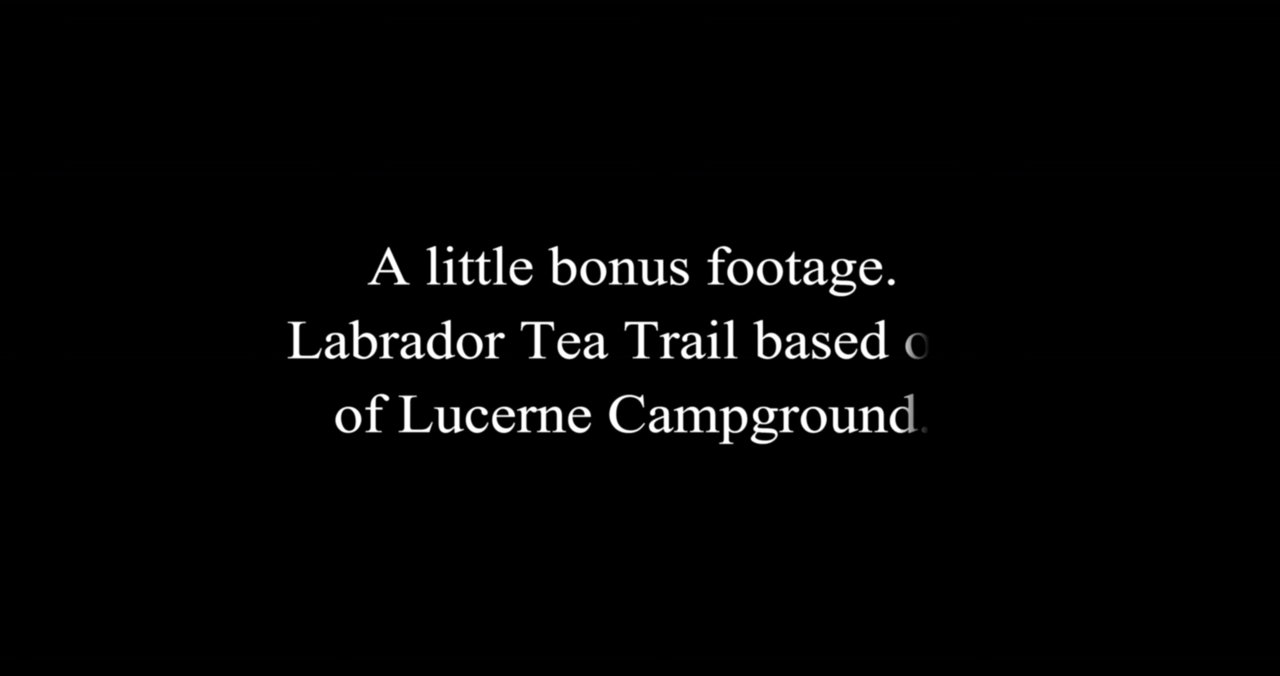 A little bonus footage.
Labrador Tea Trail based
of Lucerne Campground.